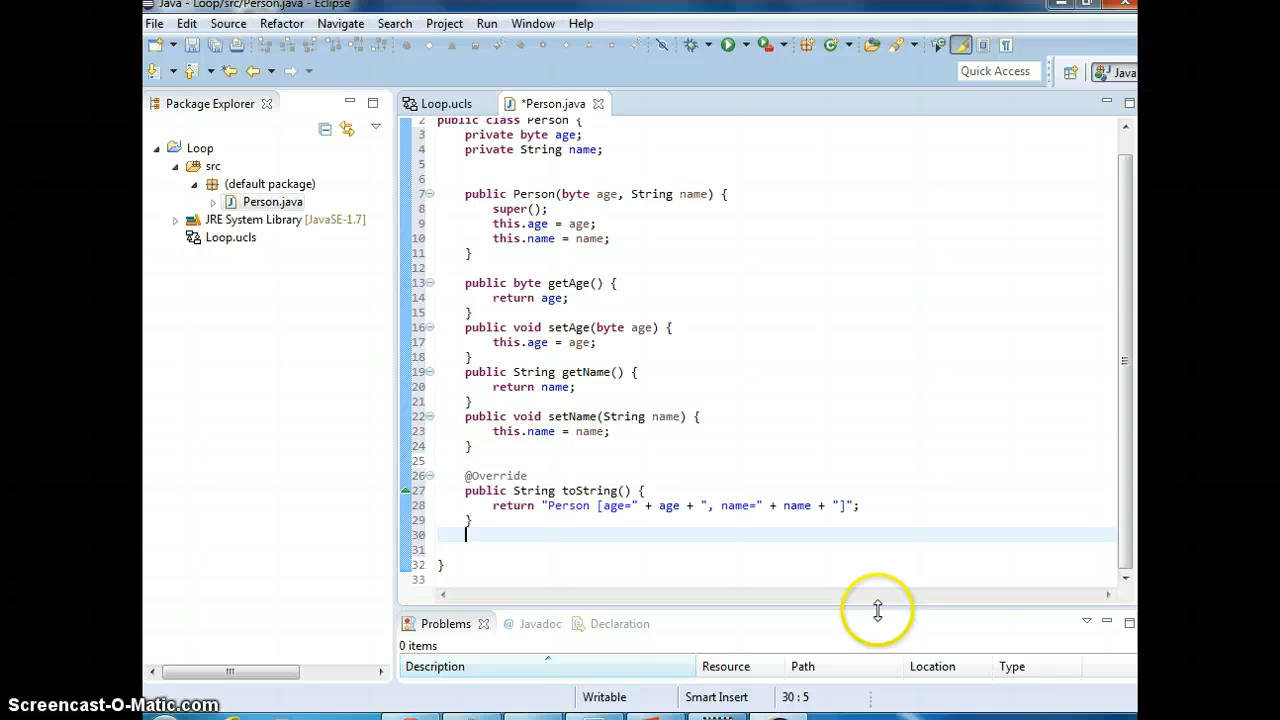 Java - Loop/src/Person.java - Eclipse
File Edit Source Refactor Navigate Search Project Run Window Help
Quick Access
Java
Package Explorer
Loop.ucls
*Person.java
Loop
src
(default package)
Person.java
JRE System Library [JavaSE-1.7]
Loop.ucls
2 public class Person {
3 private byte age;
4 private String name;
5
6
7 public Person(byte age, String name) {
8 super();
9 this.age = age;
10 this.name = name;
11 }
12
13 public byte getAge() {
14 return age;
15 }
16 public void setAge(byte age) {
17 this.age = age;
18 }
19 public String getName() {
20 return name;
21 }
22 public void setName(String name) {
23 this.name = name;
24 }
25
26 @Override
27 public String toString() {
28 return "Person [age=" + age + ", name=" + name + "]";
29 }
30
31
32 }
33
Problems @ Javadoc Declaration
0 items
Description Resource Path Location Type
Writable Smart Insert 30 : 5
Screencast-O-Matic.com